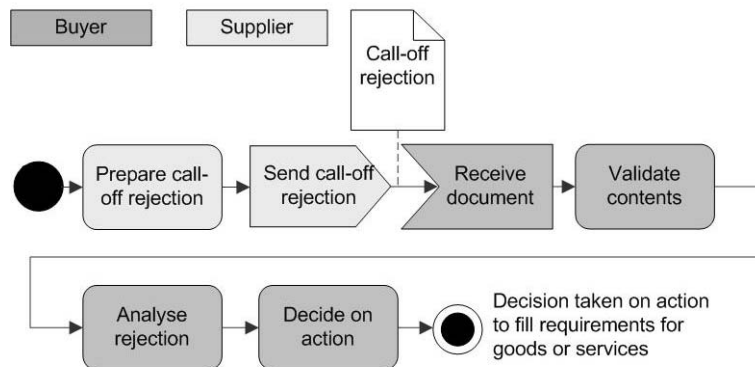 Buyer
Supplier
Call-off
rejection
Prepare call-
off rejection
Send call-off
rejection
Receive
document
Validate
contents
Analyse
rejection
Decide on
action
Decision taken on action
to fill requirements for
goods or services